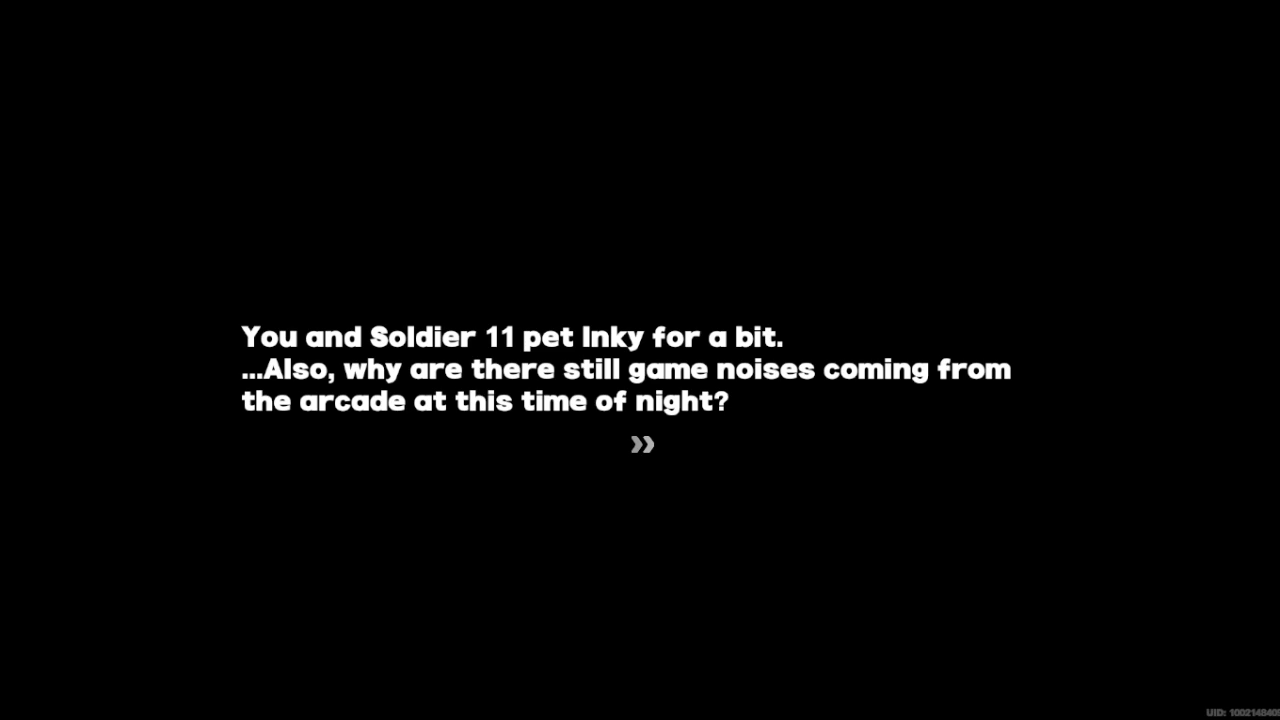 You and Soldier 11 pet Inky for a bit.
...Also, why are there still game noises coming from
the arcade at this time of night?